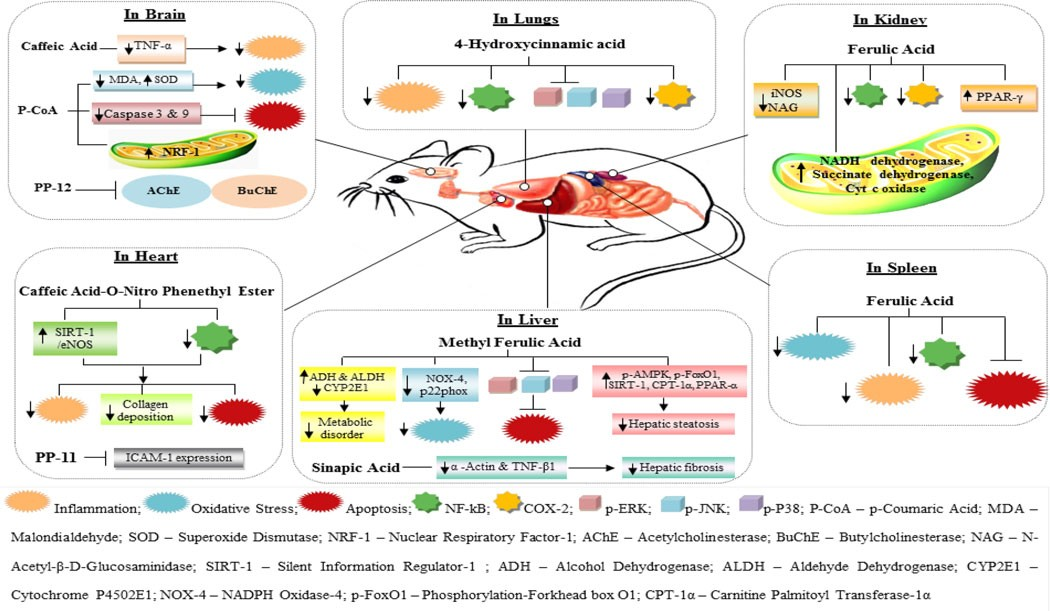 In Brain
Caffeic Acid
TNF-α
MDA, SOD
P-CoA
Caspase 3 & 9
NRF-1
PP-12
AChE
BuChE
In Lungs
4-Hydroxycinnamic acid
In Kidney
Ferulic Acid
iNOS
NAG
PPAR-γ
NADH dehydrogenase,
Succinate dehydrogenase,
Cyt c oxidase
In Heart
Caffeic Acid-O-Nitro Phenethyl Ester
SIRT-1
/eNOS
Collagen
deposition
PP-11
ICAM-1 expression
In Liver
Methyl Ferulic Acid
ADH & ALDH
CYP2E1
Metabolic
disorder
NOX-4,
p22phox
p-AMPK, p-FoxO1,
SIRT-1, CPT-1α, PPAR-α
Hepatic steatosis
Sinapic Acid
α -Actin & TNF-β1
Hepatic fibrosis
In Spleen
Ferulic Acid
Inflammation; Oxidative Stress; Apoptosis; NF-kB; COX-2; p-ERK; p-JNK; p-P38; P-CoA – p-Coumaric Acid; MDA –
Malondialdehyde; SOD – Superoxide Dismutase; NRF-1 – Nuclear Respiratory Factor-1; AChE – Acetylcholinesterase; BuChE – Butylcholinesterase; NAG – N-
Acetyl-β-D-Glucosaminidase; SIRT-1 – Silent Information Regulator-1 ; ADH – Alcohol Dehydrogenase; ALDH – Aldehyde Dehydrogenase; CYP2E1 –
Cytochrome P4502E1; NOX-4 – NADPH Oxidase-4; p-FoxO1 – Phosphorylation-Forkhead box O1; CPT-1α – Carnitine Palmitoyl Transferase-1α